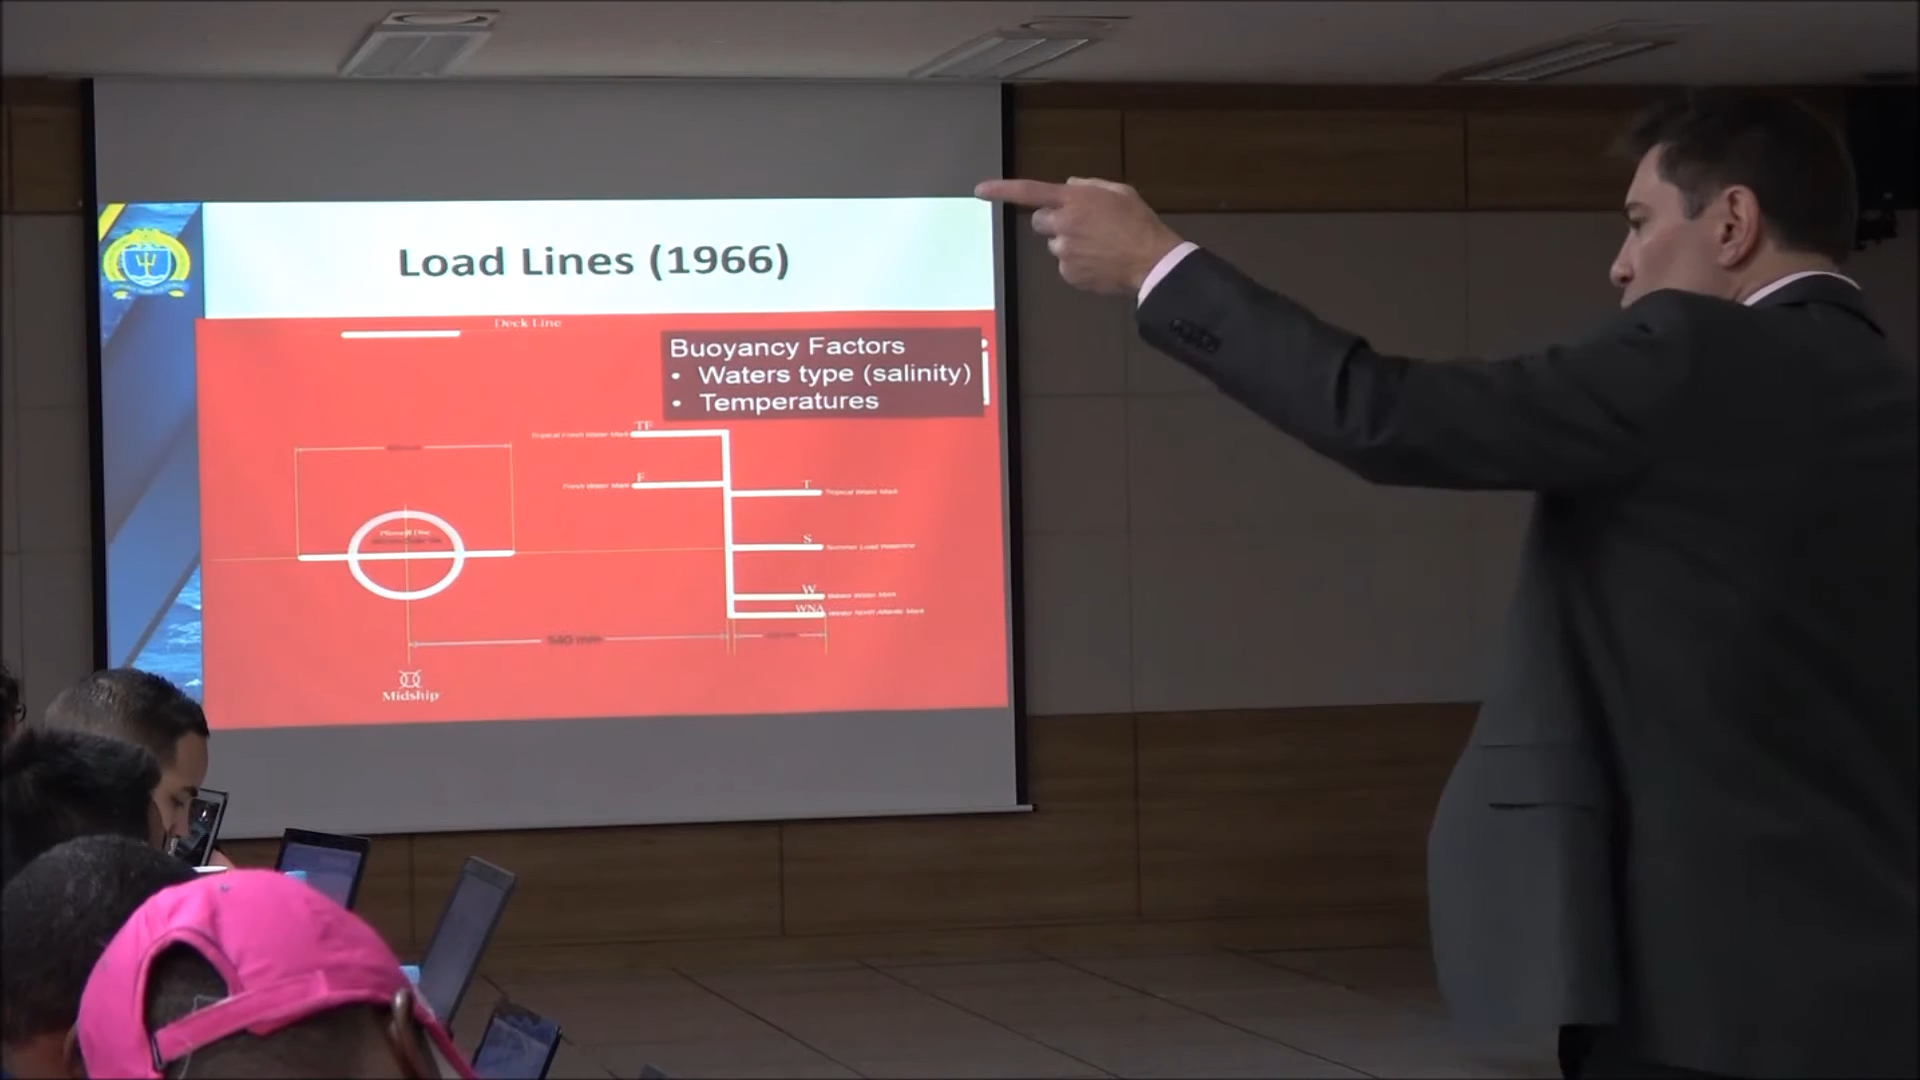 Load Lines (1966)
Deck Line
Buoyancy Factors
• Waters type (salinity)
• Temperatures
TF
Tropical Fresh Water Mark
F
Fresh Water Mark
T
Tropical Water Mark
Plimsoll Disc
S
Summer Load Waterline
W
Winter Water Mark
WNA
Winter North Atlantic Mark
540 mm
Midship